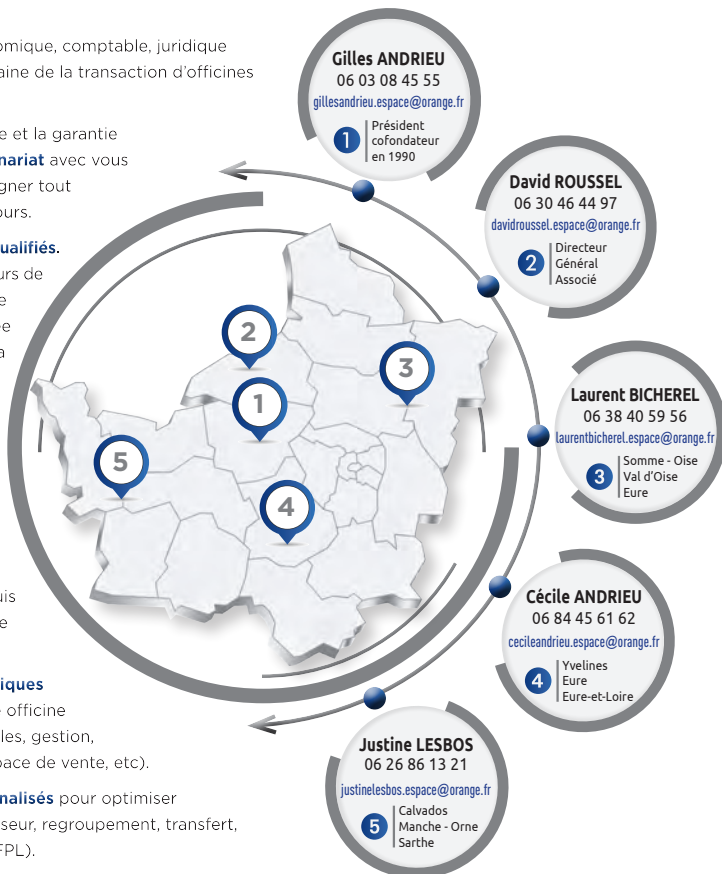 omique, comptable, juridique
aine de la transaction d'officines
e et la garantie
nariat avec vous
gner tout
ours.
ualifiés.
urs de
e
ée
a
uis
e
iques
e officine
les, gestion,
pace de vente, etc).
nalisés pour optimiser
seur, regroupement, transfert,
FPL).
Gilles ANDRIEU
06 03 08 45 55
gillesandrieu.espace@orange.fr
1
Président
cofondateur
en 1990
David ROUSSEL
06 30 46 44 97
davidroussel.espace@orange.fr
2
Directeur
Général
Associé
Laurent BICHEREL
06 38 40 59 56
laurentbicherel.espace@orange.fr
3
Somme - Oise
Val d'Oise
Eure
Cécile ANDRIEU
06 84 45 61 62
cecileandrieu.espace@orange.fr
4
Yvelines
Eure
Eure-et-Loire
Justine LESBOS
06 26 86 13 21
justinelesbos.espace@orange.fr
5
Calvados
Manche - Orne
Sarthe
2
3
1
5
4